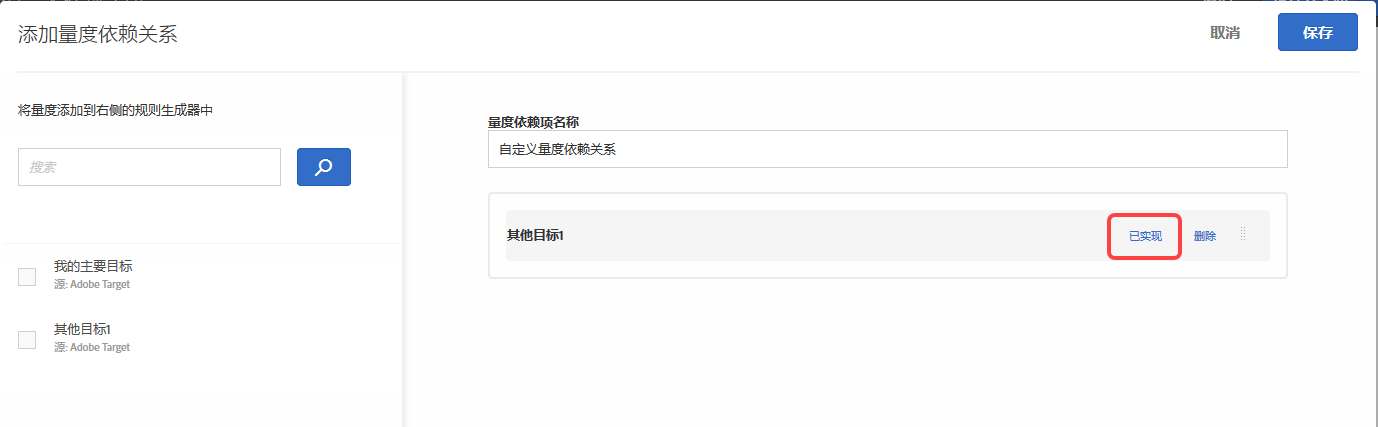 添加量度依赖关系
取消
保存
将量度添加到右侧的规则生成器中
搜索
我的主要目标
源: Adobe Target
其他目标1
源: Adobe Target
量度依赖项名称
自定义量度依赖关系
其他目标1
已实现
删除